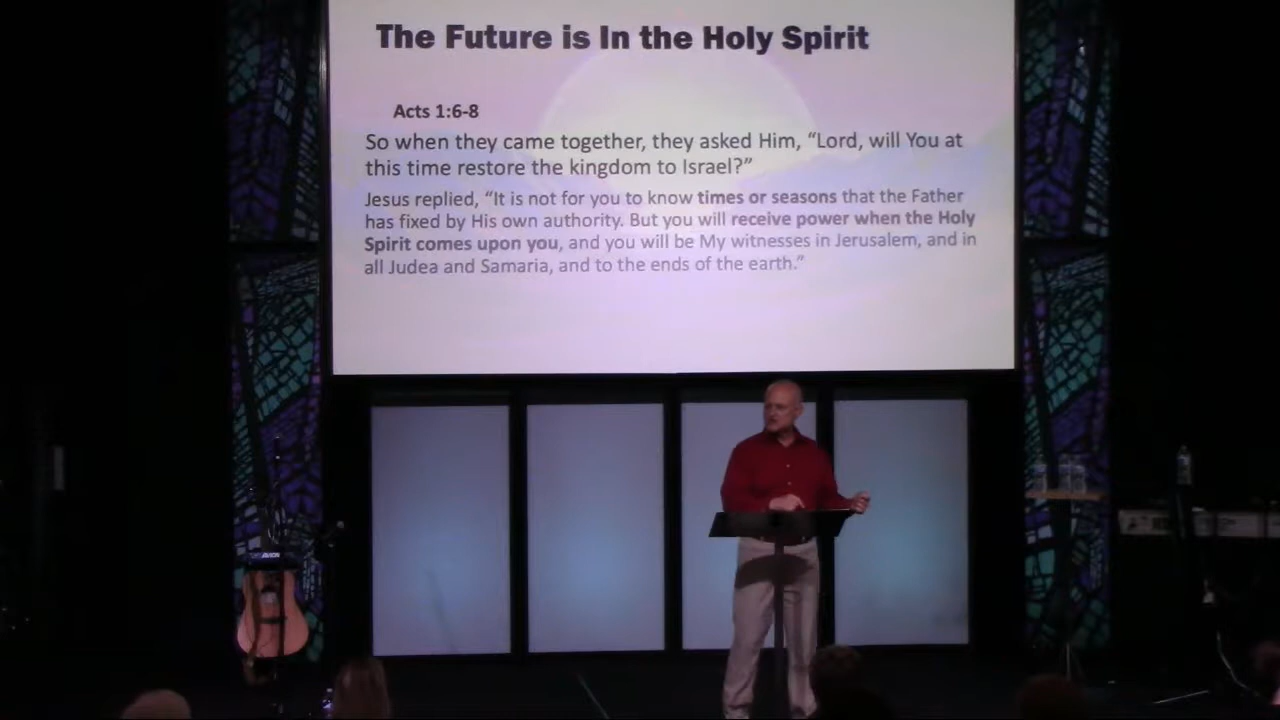 The Future is In the Holy Spirit
Acts 1:6-8
So when they came together, they asked Him, “Lord, will You at
this time restore the kingdom to Israel?”
Jesus replied, “It is not for you to know times or seasons that the Father
has fixed by His own authority. But you will receive power when the Holy
Spirit comes upon you, and you will be My witnesses in Jerusalem, and in
all Judea and Samaria, and to the ends of the earth.”